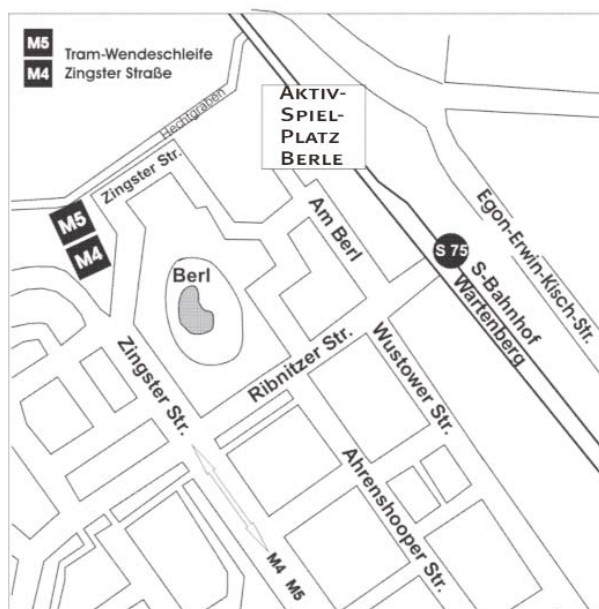 M5
M4
Tram-Wendeschleife
Zingster Straße
Hechtgraben
AKTIV-
SPIEL-
PLATZ
BERLE
Zingster Str.
M5
M4
Am Berl
Egon-Erwin-Kisch-Str.
S 75
S-Bahnhof
Wartenberg
Berl
Zingster Str.
Ribnitzer Str.
Wustower Str.
Ahrenshooper Str.
M4 M5